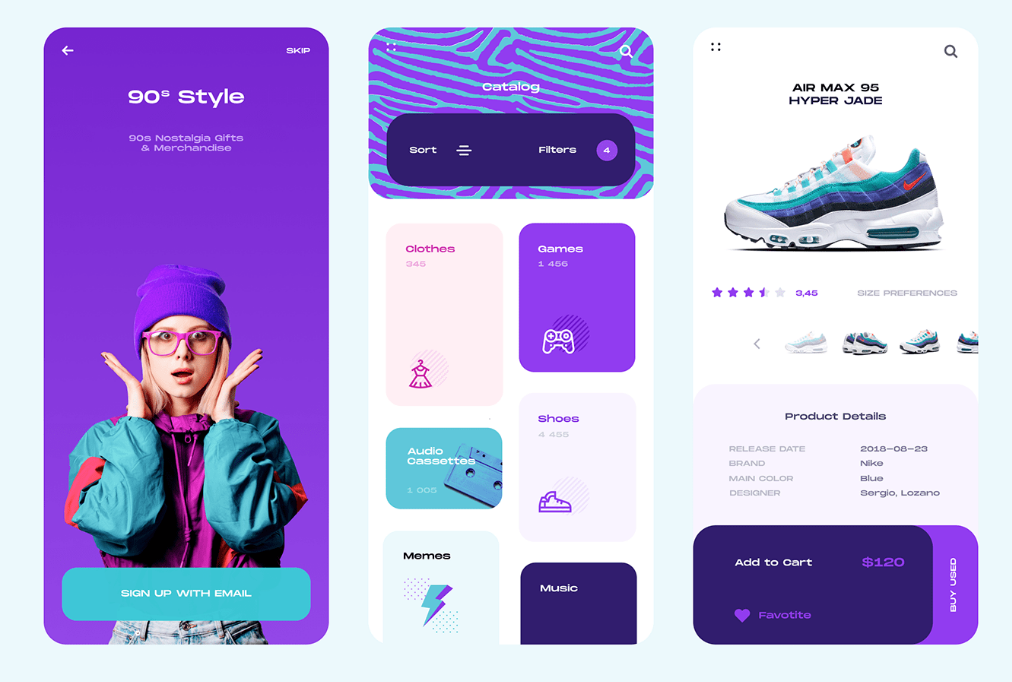 SKIP
90s Style
90s Nostalgia Gifts
& Merchandise
SIGN UP WITH EMAIL
Catalog
Sort
Filters
4
Clothes
345
Games
1 456
Audio
Cassettes
1 005
Shoes
4 455
Memes
Music
AIR MAX 95
HYPER JADE
3,45
SIZE PREFERENCES
Product Details
RELEASE DATE 2018-08-23
BRAND Nike
MAIN COLOR Blue
DESIGNER Sergio, Lozano
Add to Cart $120
Favotite
BUY USED